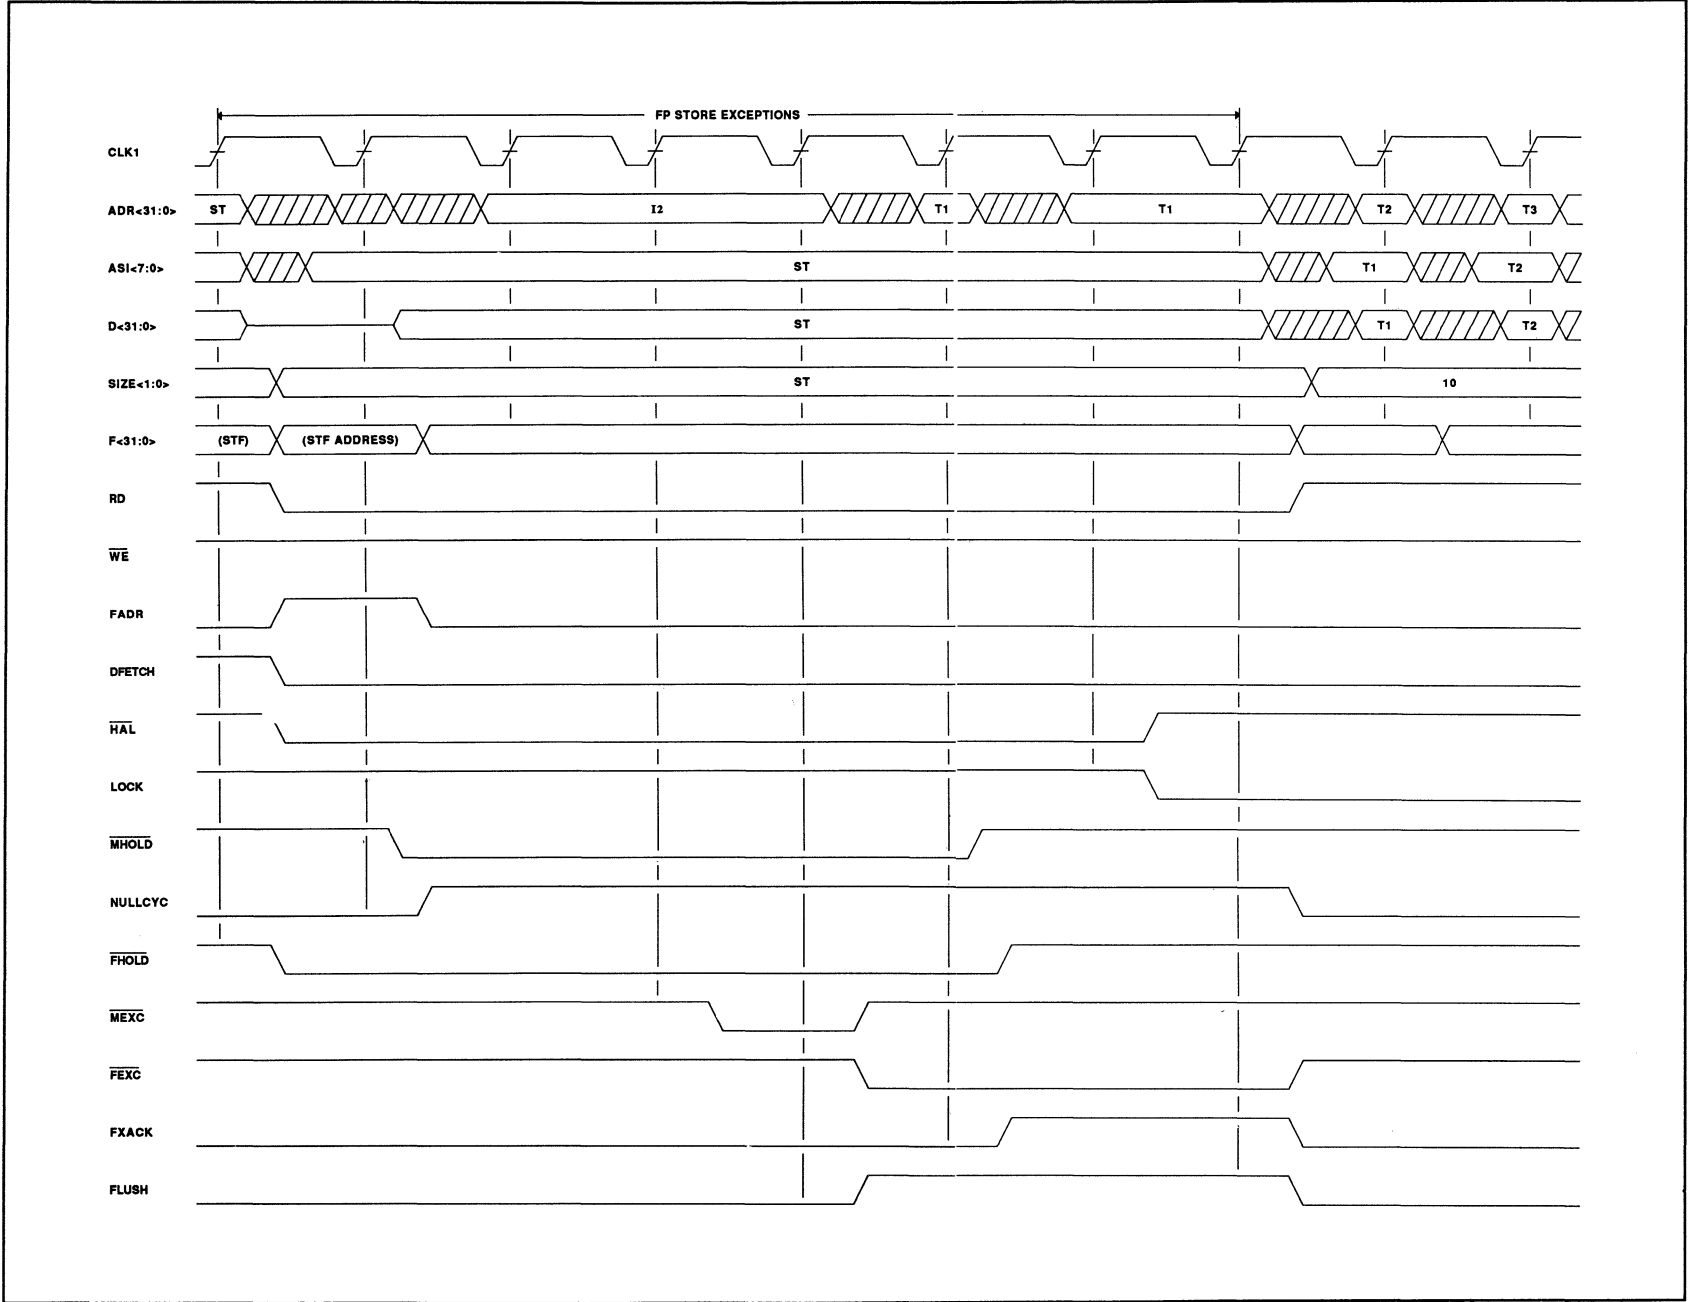 FP STORE EXCEPTIONS
CLK1
ADR<31:0> ST I2 T1 T1 T2 T3
ASI<7:0> ST T1 T2
D<31:0> ST T1 T2
SIZE<1:0> ST 10
F<31:0> (STF) (STF ADDRESS)
RD
WE
FADR
DFETCH
HAL
LOCK
MHOLD
NULLCYC
FHOLD
MEXC
FEXC
FXACK
FLUSH